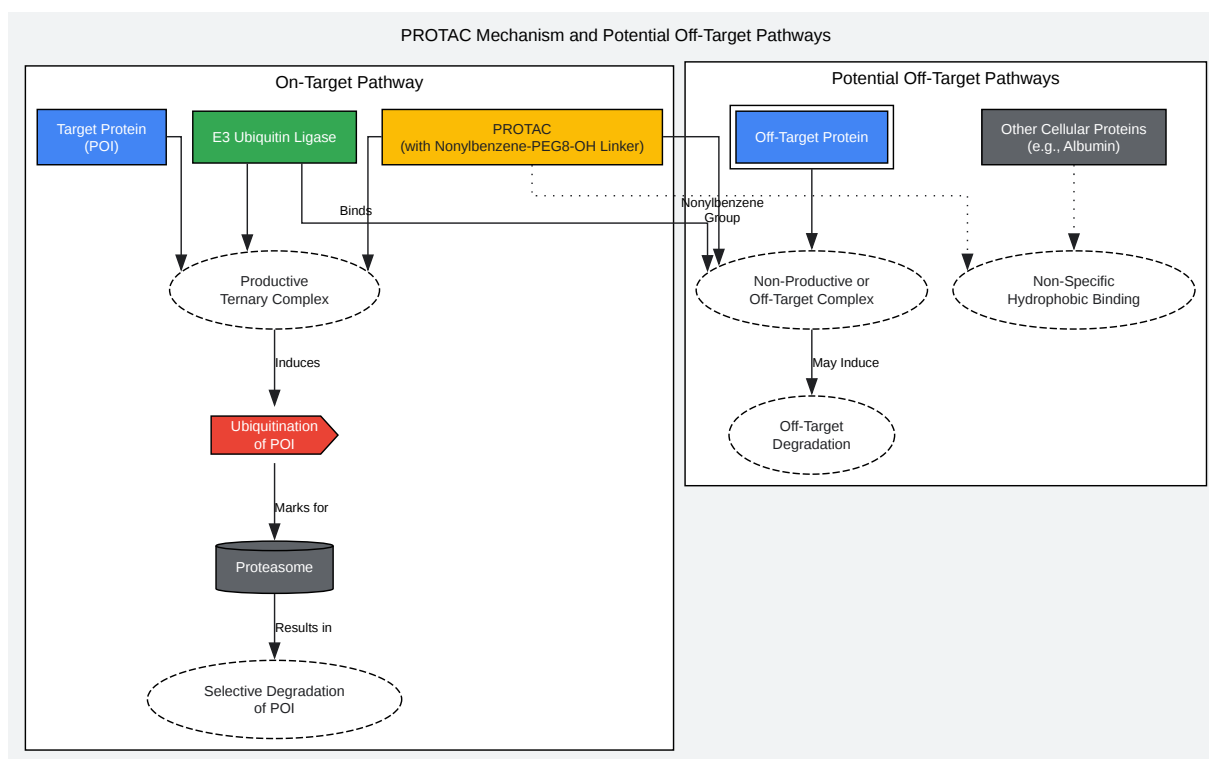 PROTAC Mechanism and Potential Off-Target Pathways
On-Target Pathway
Target Protein
(POI)
E3 Ubiquitin Ligase
PROTAC
(with Nonylbenzene-PEG8-OH Linker)
Binds
Productive
Ternary Complex
Induces
Ubiquitination
of POI
Marks for
Proteasome
Results in
Selective Degradation
of POI
Potential Off-Target Pathways
Off-Target Protein
Other Cellular Proteins
(e.g., Albumin)
Nonylbenzene
Group
Non-Productive or
Off-Target Complex
Non-Specific
Hydrophobic Binding
May Induce
Off-Target
Degradation